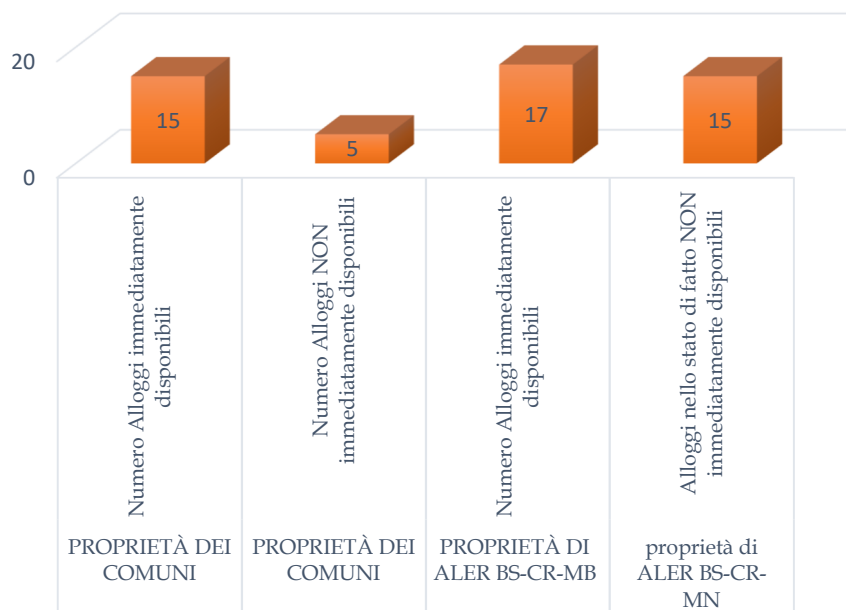 20
0
15
5
17
15
Numero Alloggi immediatamente
disponibili
Numero Alloggi NON
immediatamente disponibili
Numero Alloggi immediatamente
disponibili
Alloggi nello stato di fatto NON
immediatamente disponibili
PROPRIETÀ DEI
COMUNI
PROPRIETÀ DEI
COMUNI
PROPRIETÀ DI
ALER BS-CR-MB
proprietà di
ALER BS-CR-
MN